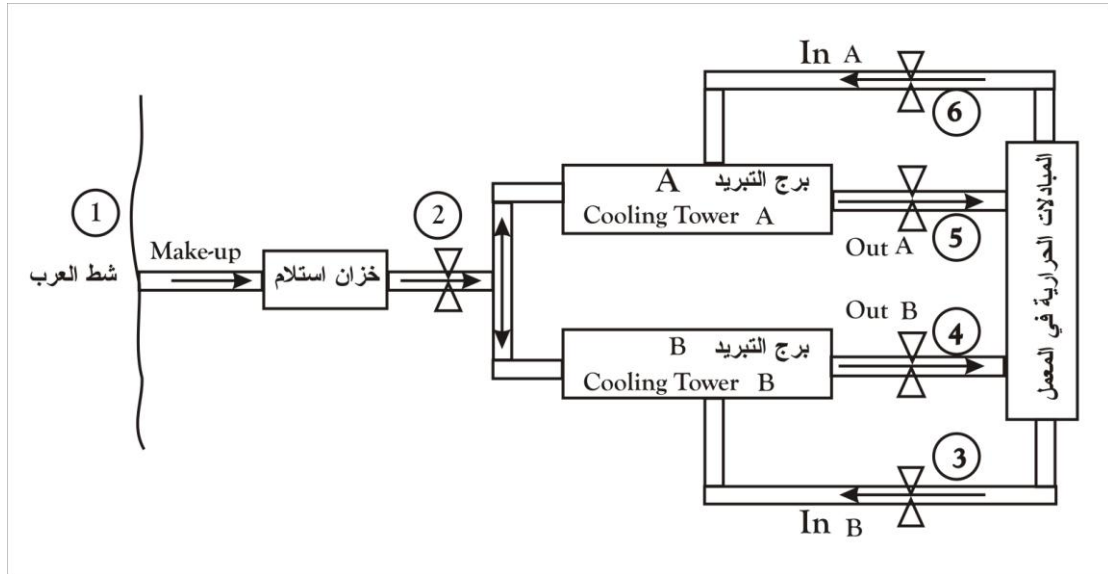 1
شط العرب
Make-up
خزان استلام
2
برج التبريد A
Cooling Tower A
برج التبريد B
Cooling Tower B
In A
6
Out A
5
Out B
4
3
In B
المبادلات الحرارية في المعمل